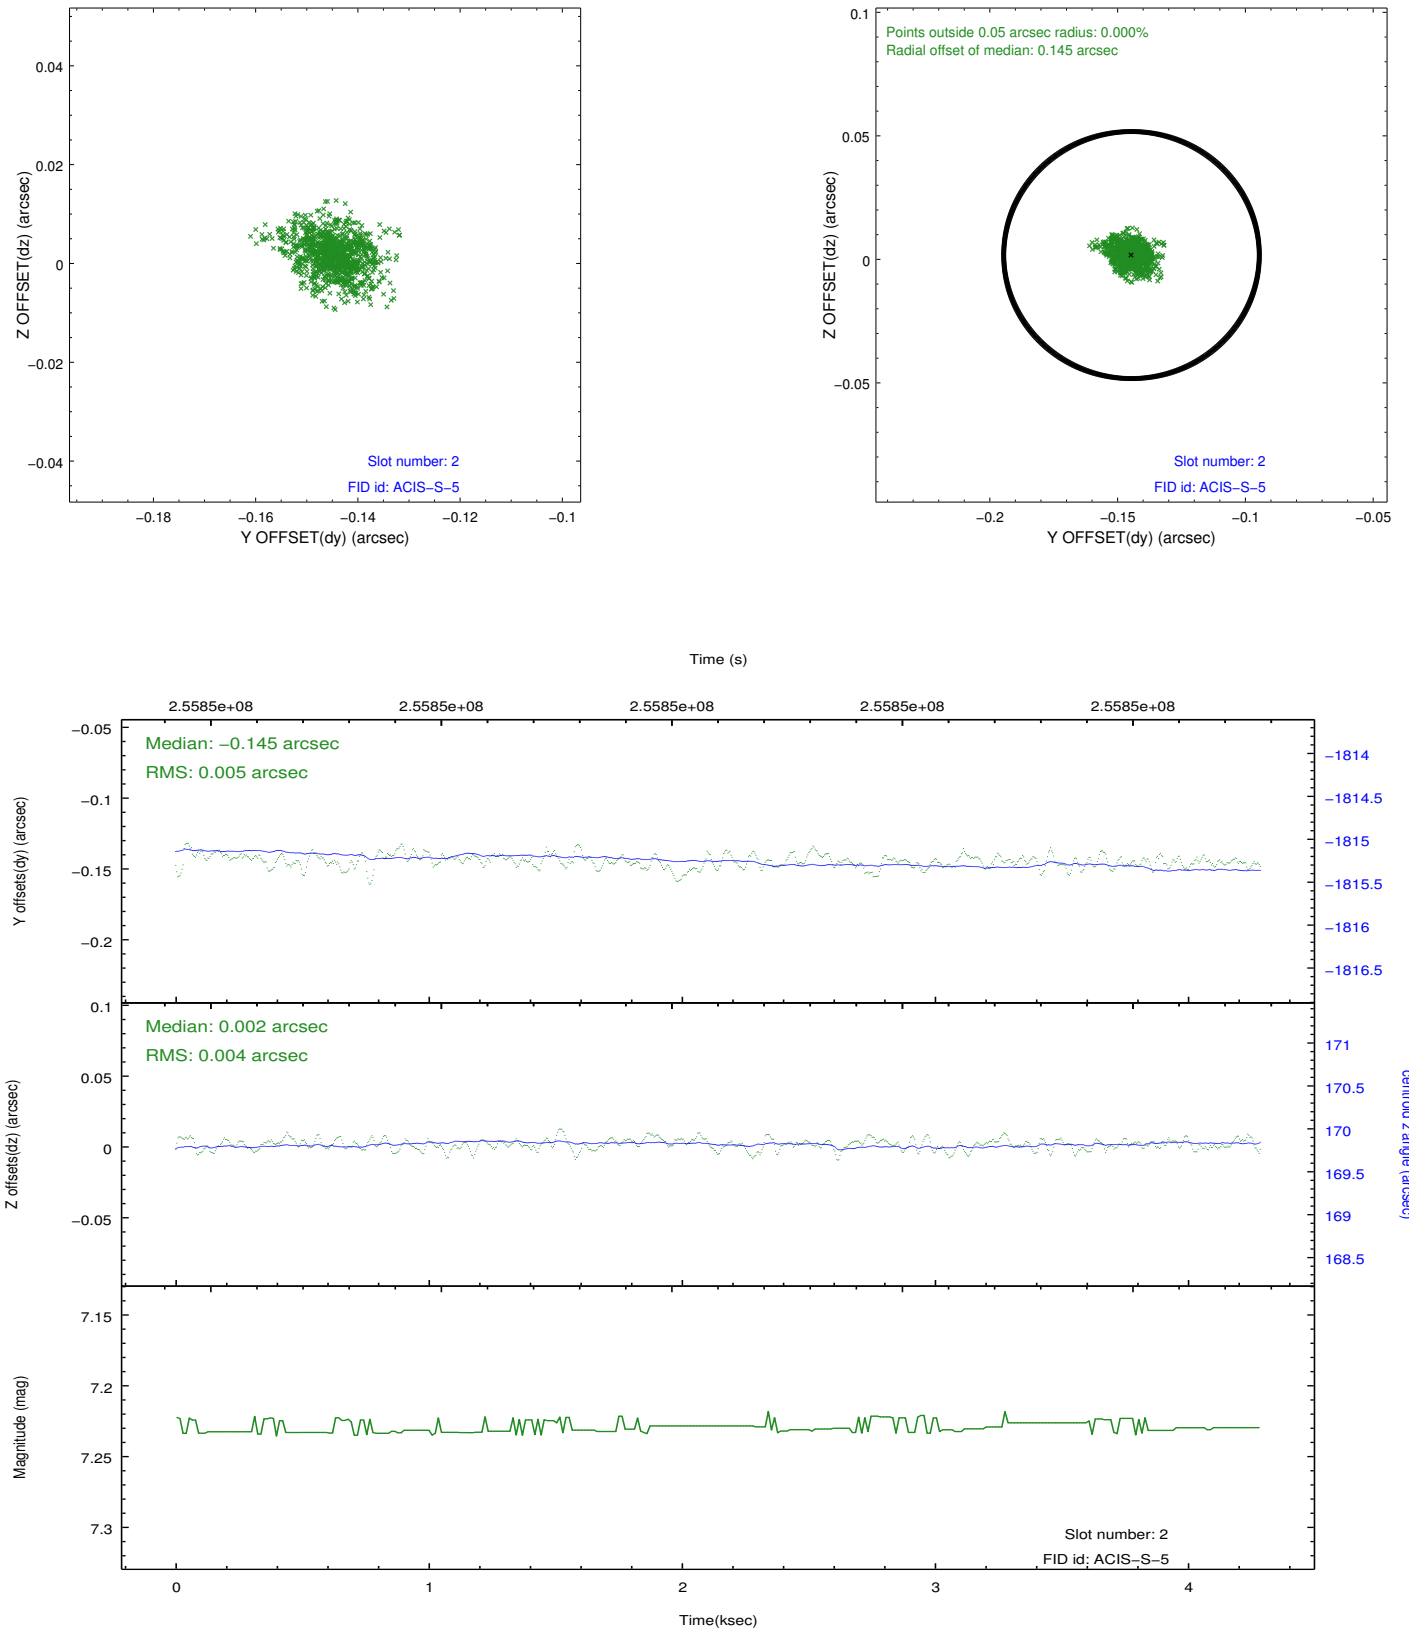 0.04
0.02
0
−0.02
−0.04
Z OFFSET(dz) (arcsec)
Slot number: 2
FID id: ACIS−S−5
−0.18
−0.16
−0.14
−0.12
−0.1
Y OFFSET(dy) (arcsec)
Points outside 0.05 arcsec radius: 0.000%
Radial offset of median: 0.145 arcsec
0.1
0.05
0
−0.05
Z OFFSET(dz) (arcsec)
Slot number: 2
FID id: ACIS−S−5
−0.2
−0.15
−0.1
−0.05
Y OFFSET(dy) (arcsec)
Time (s)
2.5585e+08
2.5585e+08
2.5585e+08
2.5585e+08
2.5585e+08
Median: −0.145 arcsec
RMS: 0.005 arcsec
−0.05
−0.1
−0.15
−0.2
Y offsets(dy) (arcsec)
−1814
−1814.5
−1815
−1815.5
−1816
−1816.5
Median: 0.002 arcsec
RMS: 0.004 arcsec
0.1
0.05
0
−0.05
Z offsets(dz) (arcsec)
171
170.5
170
169.5
169
168.5
centroid z angle (arcsec)
7.15
7.2
7.25
7.3
Magnitude (mag)
Slot number: 2
FID id: ACIS−S−5
0
1
2
3
4
Time(ksec)